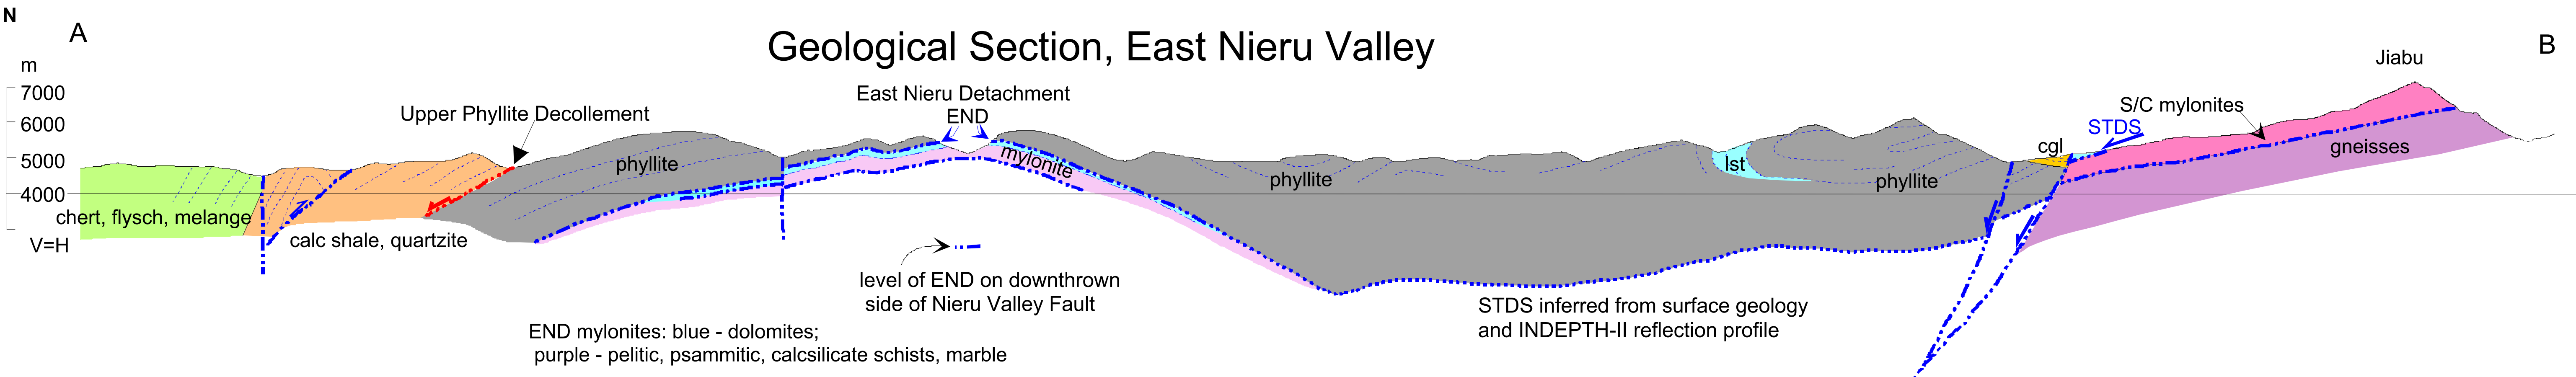 N
A
Geological Section, East Nieru Valley
B
m
Jiabu
7000
6000
5000
4000
V=H
Upper Phyllite Decollement
East Nieru Detachment
END
S/C mylonites
STDS
cgl
phyllite
mylonite
phyllite
lst
phyllite
gneisses
chert, flysch, melange
calc shale, quartzite
level of END on downthrown
side of Nieru Valley Fault
STDS inferred from surface geology
and INDEPTH-II reflection profile
END mylonites: blue - dolomites;
purple - pelitic, psammitic, calcsilicate schists, marble